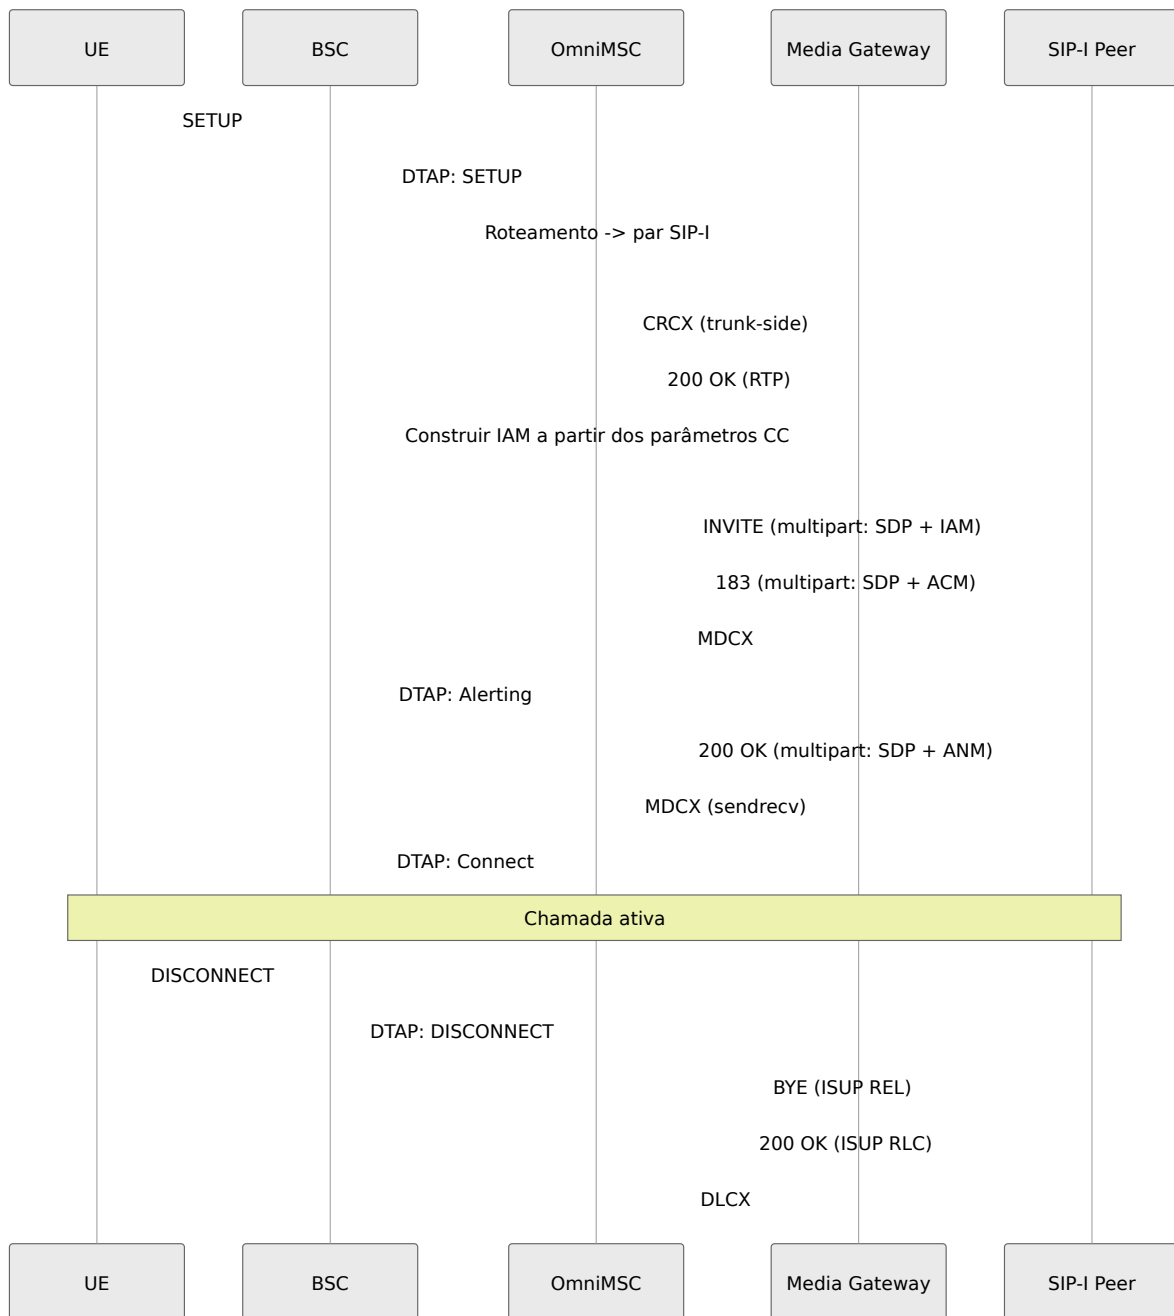 UE
BSC
OmniMSC
Media Gateway
SIP-I Peer
SETUP
DTAP: SETUP
Roteamento -> par SIP-I
CRCX (trunk-side)
200 OK (RTP)
Construir IAM a partir dos parâmetros CC
INVITE (multipart: SDP + IAM)
183 (multipart: SDP + ACM)
MDCX
DTAP: Alerting
200 OK (multipart: SDP + ANM)
MDCX (sendrecv)
DTAP: Connect
Chamada ativa
DISCONNECT
DTAP: DISCONNECT
BYE (ISUP REL)
200 OK (ISUP RLC)
DLCX
UE
BSC
OmniMSC
Media Gateway
SIP-I Peer